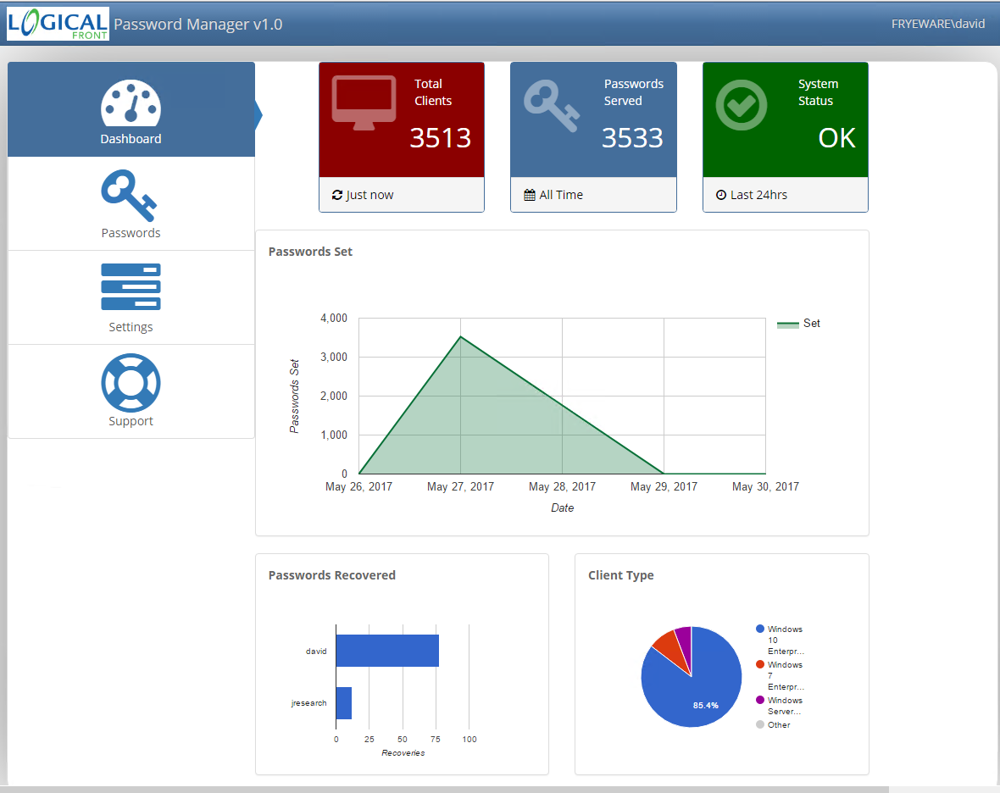 LOGICAL
FRONT
Password Manager v1.0
FRYEWARE\david
Dashboard
Passwords
Settings
Support
Total
Clients
3513
Just now
Passwords
Served
3533
All Time
System
Status
OK
Last 24hrs
Passwords Set
4,000
3,000
2,000
1,000
0
Passwords Set
May 26, 2017
May 27, 2017
May 28, 2017
May 29, 2017
May 30, 2017
Date
Set
Passwords Recovered
david
jresearch
0
25
50
75
100
Recoveries
Client Type
85.4%
Windows
10
Enterpr...
Windows
7
Enterpr...
Windows
Server...
Other